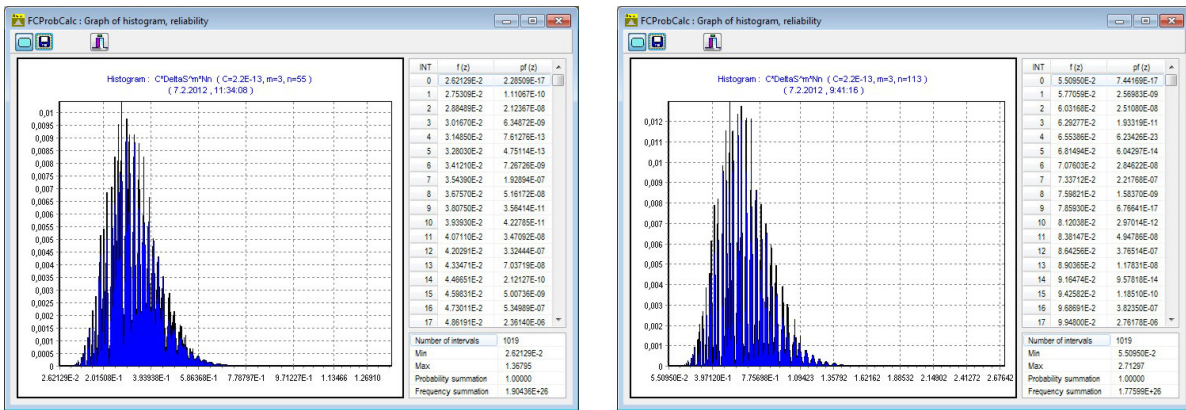 FCProbCalc : Graph of histogram, reliability
Histogram : C*DeltaS^m*Nn ( C=2.2E-13, m=3, n=55 )
( 7.2.2012 , 11:34:08 )
0,01
0,0095
0,009
0,0085
0,008
0,0075
0,007
0,0065
0,006
0,0055
0,005
0,0045
0,004
0,0035
0,003
0,0025
0,002
0,0015
0,001
0,0005
0
2.62129E-2 2.01508E-1 3.93938E-1 5.66368E-1 7.78797E-1 9.71227E-1 1.13466 1.26910
INT f (z) pf (z)
0 2.62129E-2 2.28509E-17
1 2.75309E-2 1.11067E-10
2 2.88489E-2 2.12367E-08
3 3.01670E-2 6.34872E-09
4 3.14850E-2 7.61276E-13
5 3.28030E-2 4.75114E-13
6 3.41210E-2 7.26726E-09
7 3.54390E-2 1.92894E-07
8 3.67570E-2 5.16172E-08
9 3.80750E-2 3.56414E-11
10 3.93930E-2 4.22785E-11
11 4.07110E-2 3.47092E-08
12 4.20291E-2 3.32444E-07
13 4.33471E-2 7.03719E-08
14 4.46651E-2 2.12127E-10
15 4.59831E-2 5.00736E-09
16 4.73011E-2 5.34989E-07
17 4.86191E-2 2.36140E-06
Number of intervals 1019
Min 2.62129E-2
Max 1.36795
Probability summation 1.00000
Frequency summation 1.90436E+26
FCProbCalc : Graph of histogram, reliability
Histogram : C*DeltaS^m*Nn ( C=2.2E-13, m=3, n=113 )
( 7.2.2012 , 9:41:16 )
0,012
0,011
0,01
0,009
0,008
0,007
0,006
0,005
0,004
0,003
0,002
0,001
0
5.50950E-2 3.97120E-1 7.75698E-1 1.09423 1.35792 1.62162 1.88532 2.14902 2.41272 2.67642
INT f (z) pf (z)
0 5.50950E-2 7.44169E-17
1 5.77059E-2 2.56983E-09
2 6.03168E-2 2.51080E-08
3 6.29277E-2 1.93319E-11
4 6.55386E-2 6.23426E-23
5 6.81494E-2 6.04297E-14
6 7.07603E-2 2.84622E-08
7 7.33712E-2 2.21768E-07
8 7.59821E-2 1.58370E-09
9 7.85930E-2 6.76641E-17
10 8.12038E-2 2.97014E-12
11 8.38147E-2 4.94786E-08
12 8.64256E-2 3.76514E-07
13 8.90365E-2 1.17831E-08
14 9.16474E-2 9.57818E-14
15 9.42582E-2 1.18510E-10
16 9.68691E-2 3.82350E-07
17 9.94800E-2 2.76178E-06
Number of intervals 1019
Min 5.50950E-2
Max 2.71297
Probability summation 1.00000
Frequency summation 1.77599E+26